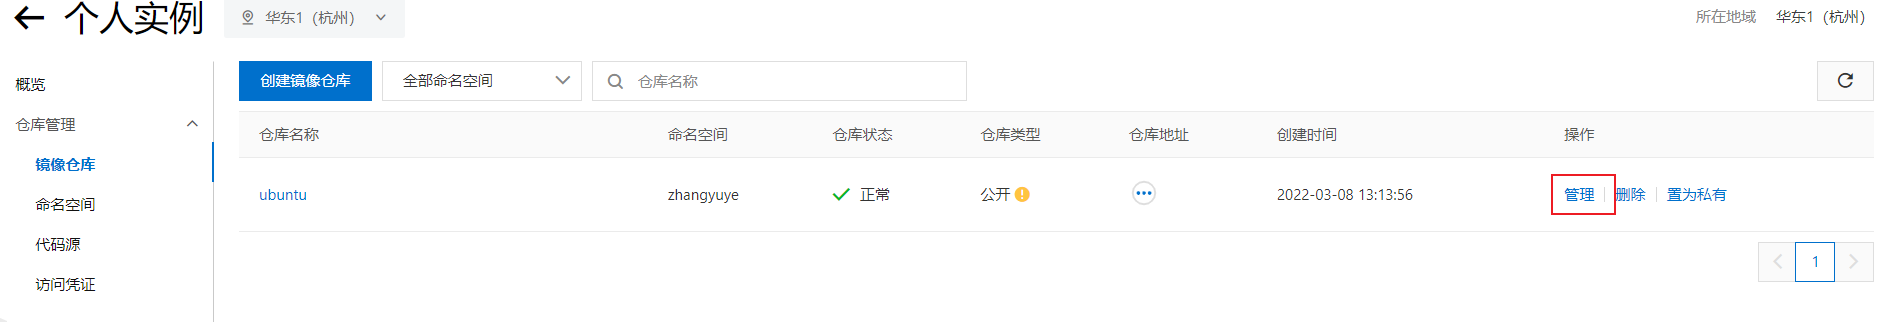 个人实例 华东1（杭州） 所在地域 华东1（杭州）
概览
仓库管理
镜像仓库
命名空间
代码源
访问凭证
创建镜像仓库 全部命名空间 仓库名称
仓库名称 命名空间 仓库状态 仓库类型 仓库地址 创建时间 操作
ubuntu zhangyuye 正常 公开 2022-03-08 13:13:56 管理 删除 置为私有
1